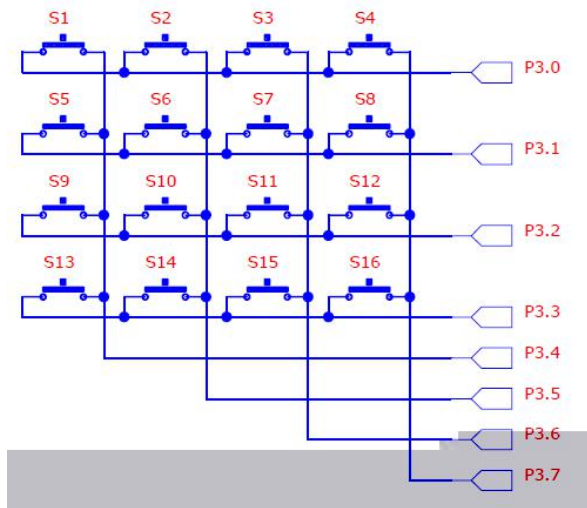 S1 S2 S3 S4
P3.0
S5 S6 S7 S8
P3.1
S9 S10 S11 S12
P3.2
S13 S14 S15 S16
P3.3
P3.4
P3.5
P3.6
P3.7